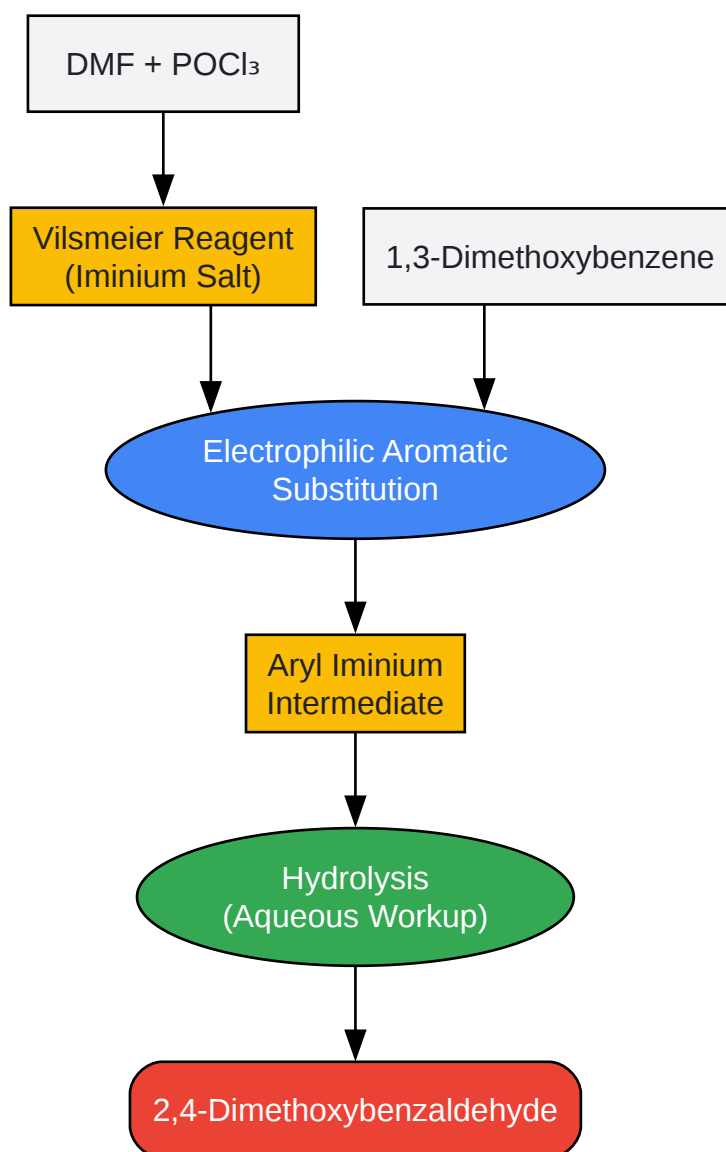 DMF + POCl₃
Vilsmeier Reagent
(Iminium Salt)
1,3-Dimethoxybenzene
Electrophilic Aromatic
Substitution
Aryl Iminium
Intermediate
Hydrolysis
(Aqueous Workup)
2,4-Dimethoxybenzaldehyde